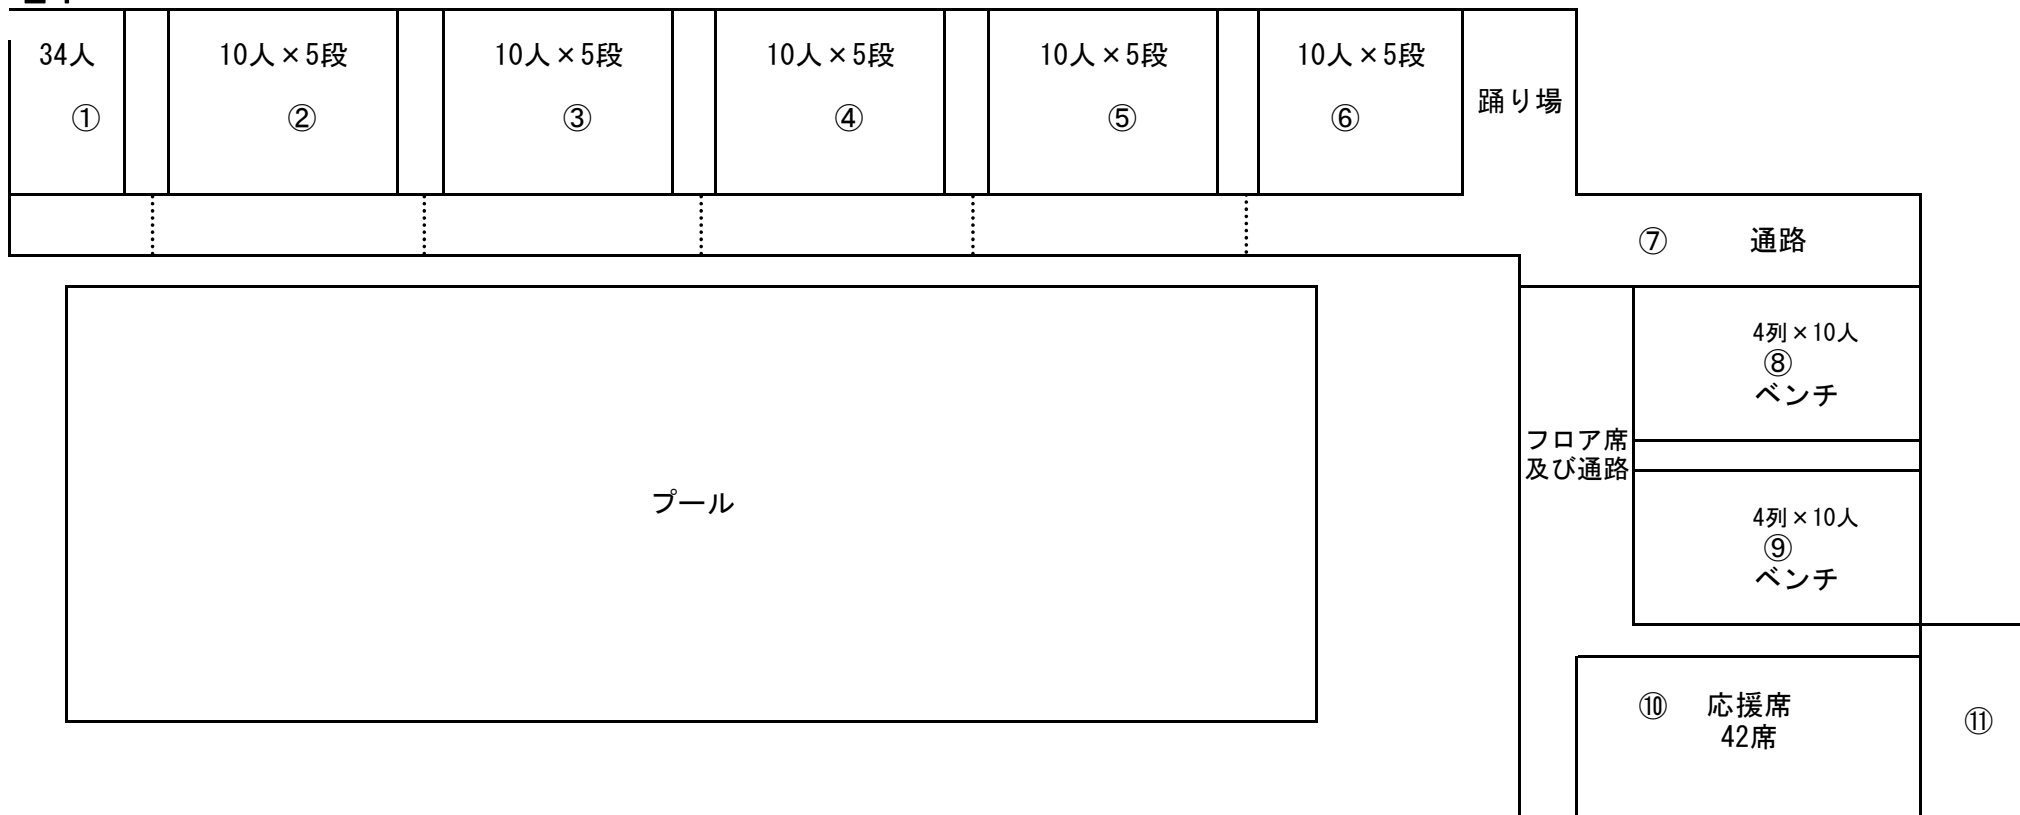 34人
①
10人×5段
②
10人×5段
③
10人×5段
④
10人×5段
⑤
10人×5段
⑥
踊り場
⑦ 通路
4列×10人
⑧
ベンチ
フロア席
及び通路
4列×10人
⑨
ベンチ
プール
⑩ 応援席
42席
⑪